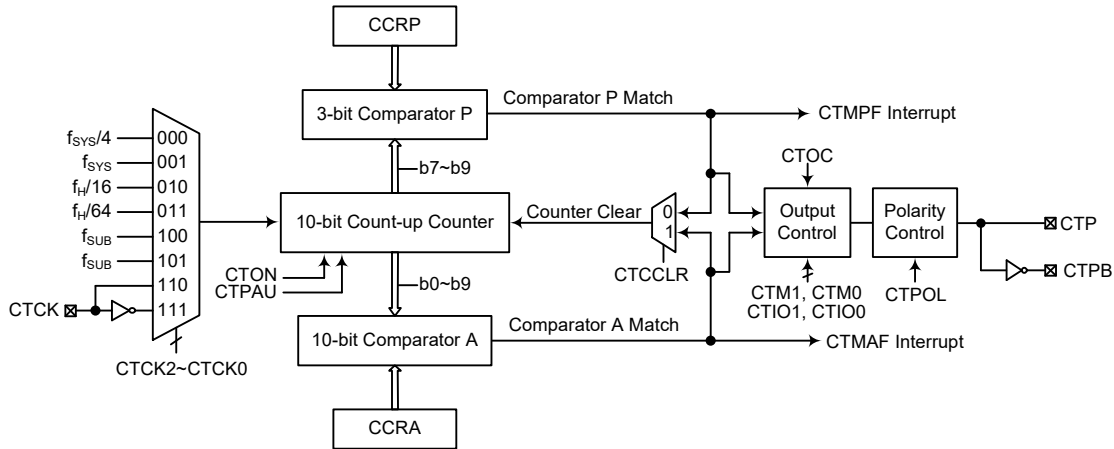 CCRP
3-bit Comparator P
Comparator P Match
CTMPF Interrupt
fSYS/4
000
fSYS
001
fH/16
010
fH/64
011
fSUB
100
fSUB
101
110
111
CTCK
CTCK2~CTCK0
b7~b9
10-bit Count-up Counter
Counter Clear
0
1
CTCCLR
CTON
CTPAU
b0~b9
CTOC
Output
Control
CTM1, CTM0
CTIO1, CTIO0
Polarity
Control
CTPOL
CTP
CTPB
10-bit Comparator A
Comparator A Match
CTMAF Interrupt
CCRA